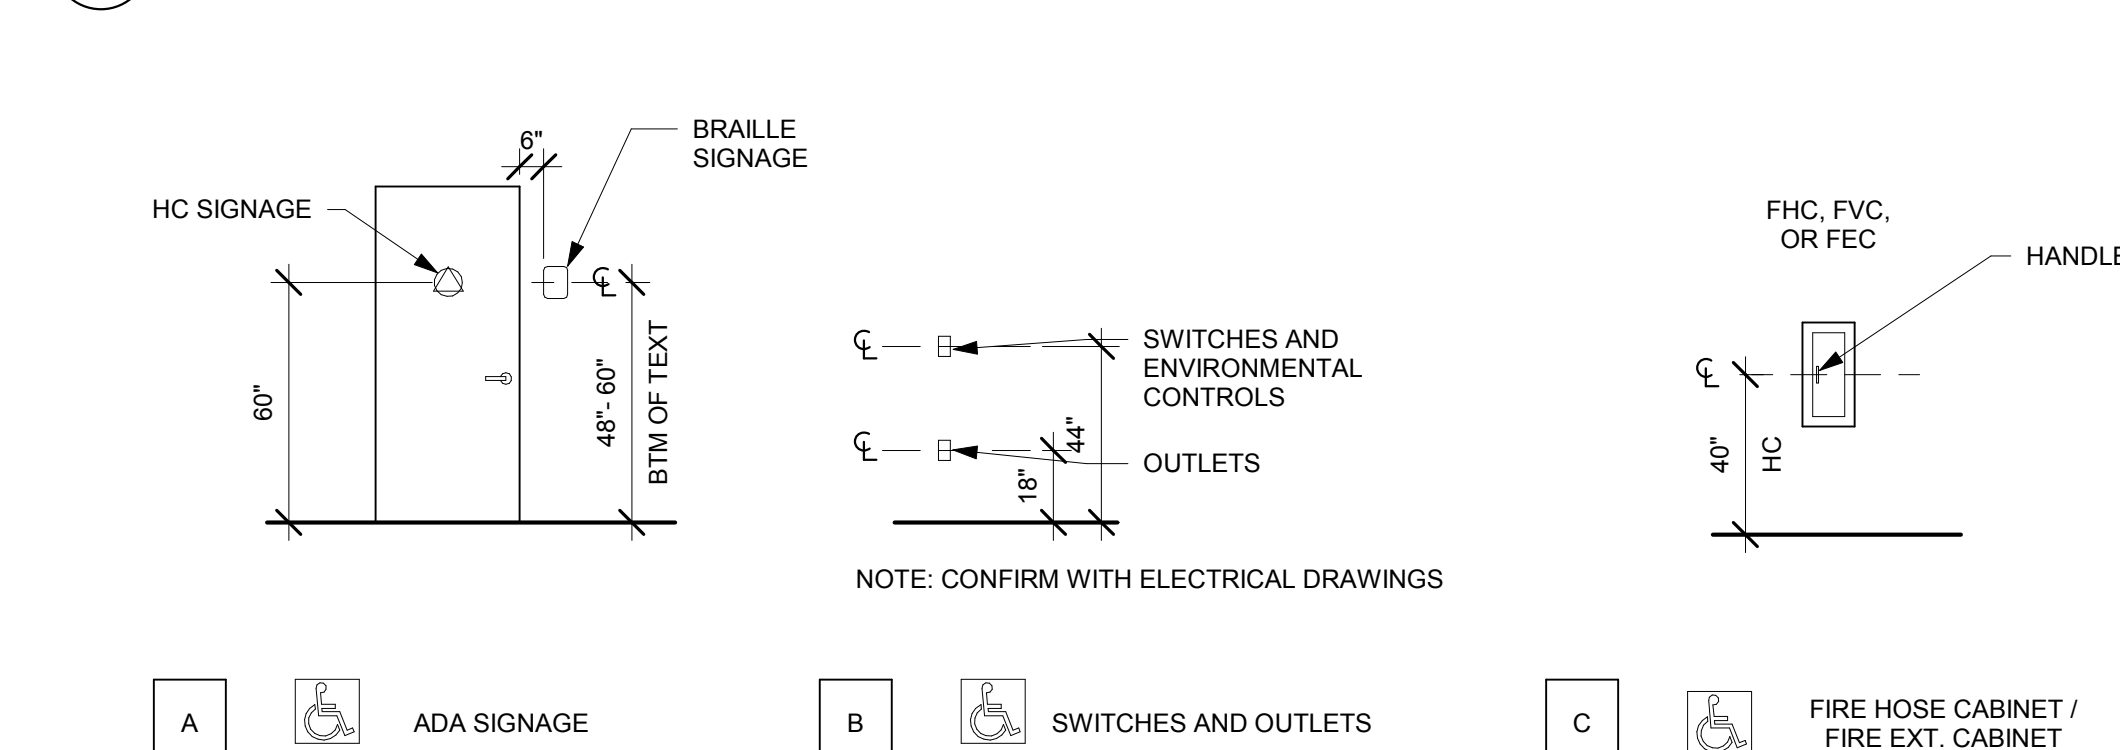 6"
BRAILLE
SIGNAGE
HC SIGNAGE
℄
60"
48"- 60"
BTM OF TEXT
℄
SWITCHES AND
ENVIRONMENTAL
CONTROLS
℄
44"
OUTLETS
18"
NOTE: CONFIRM WITH ELECTRICAL DRAWINGS
FHC, FVC,
OR FEC
HANDLE
℄
40"
HC
A
ADA SIGNAGE
B
SWITCHES AND OUTLETS
C
FIRE HOSE CABINET /
FIRE EXT. CABINET